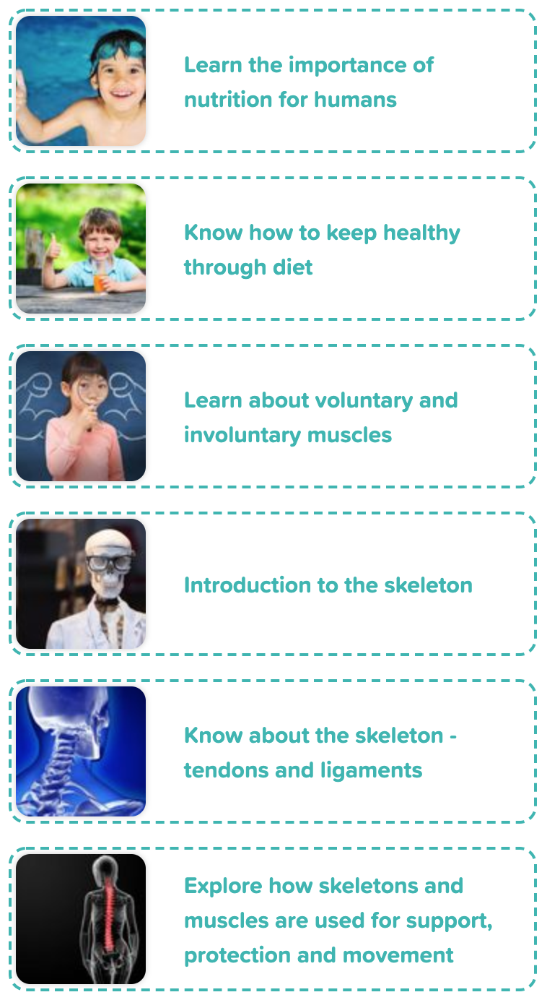 Learn the importance of
nutrition for humans
Know how to keep healthy
through diet
Learn about voluntary and
involuntary muscles
Introduction to the skeleton
Know about the skeleton -
tendons and ligaments
Explore how skeletons and
muscles are used for support,
protection and movement